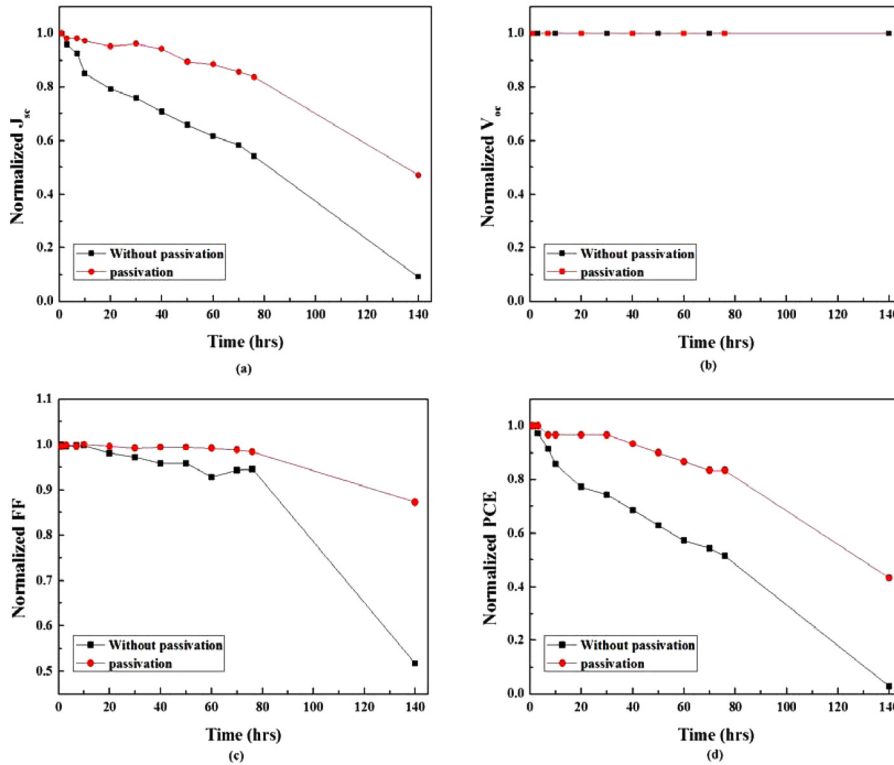 Normalized Jsc
1.0
0.8
0.6
0.4
0.2
0.0
Without passivation
passivation
0 20 40 60 80 100 120 140
Time (hrs)
(a)
Normalized Voc
1.0
0.8
0.6
0.4
0.2
0.0
Without passivation
passivation
0 20 40 60 80 100 120 140
Time (hrs)
(b)
Normalized FF
1.1
1.0
0.9
0.8
0.7
0.6
0.5
Without passivation
passivation
0 20 40 60 80 100 120 140
Time (hrs)
(c)
Normalized PCE
1.0
0.8
0.6
0.4
0.2
0.0
Without passivation
passivation
0 20 40 60 80 100 120 140
Time (hrs)
(d)